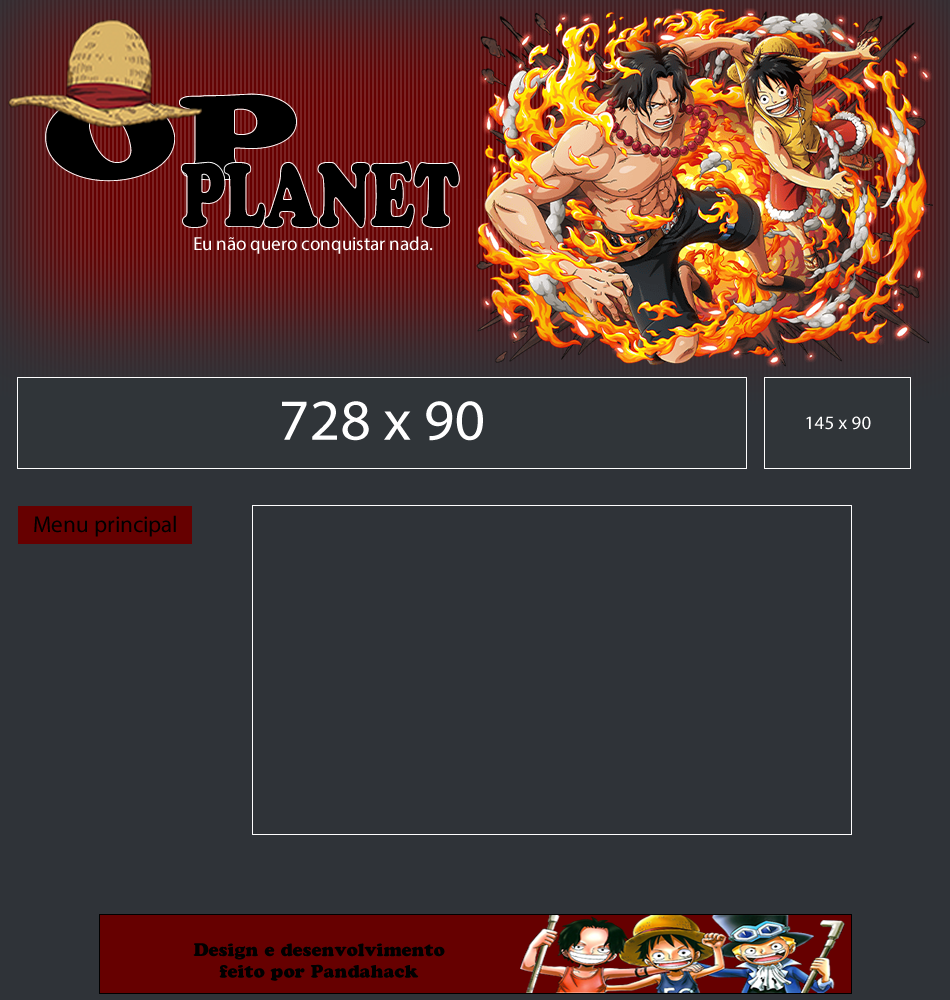 OP
PLANET
Eu não quero conquistar nada.
728 x 90
145 x 90
Menu principal
Design e desenvolvimento
feito por Pandahack